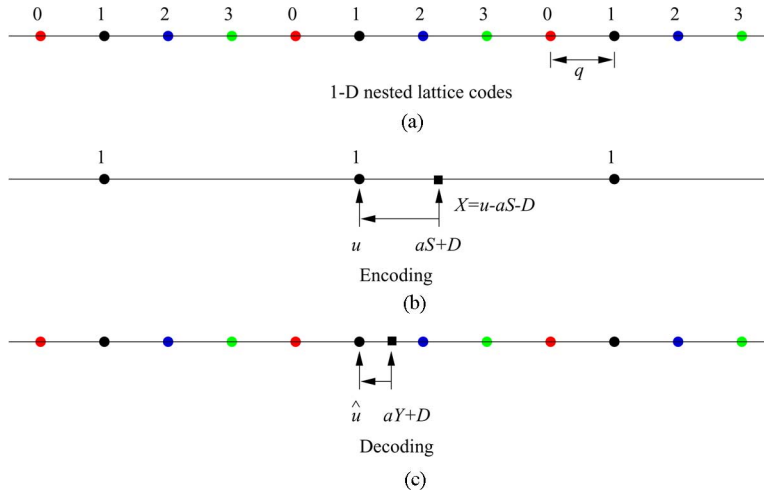 0 1 2 3 0 1 2 3 0 1 2 3
q
1-D nested lattice codes
(a)
1 1 1
X=u-aS-D
u aS+D
Encoding
(b)
û aY+D
Decoding
(c)